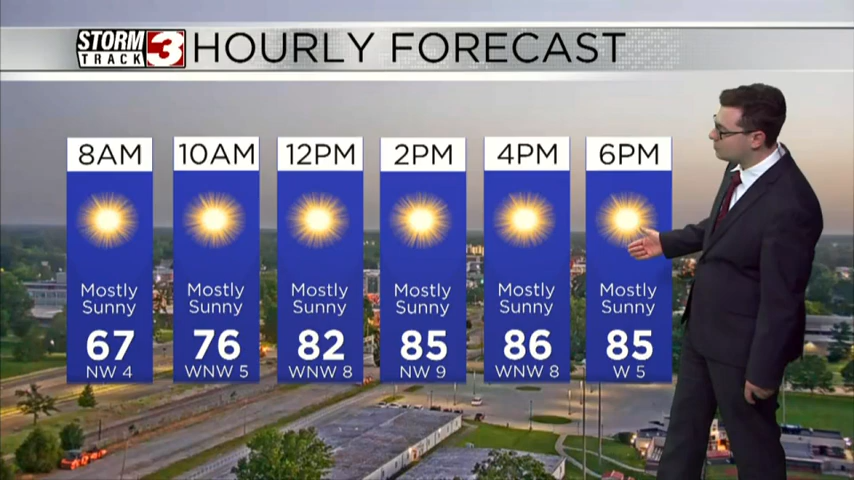 STORM
TRACK 3
HOURLY FORECAST
8AM
Mostly
Sunny
67
NW 4
10AM
Mostly
Sunny
76
WNW 5
12PM
Mostly
Sunny
82
WNW 8
2PM
Mostly
Sunny
85
NW 9
4PM
Mostly
Sunny
86
WNW 8
6PM
Mostly
Sunny
85
W 5